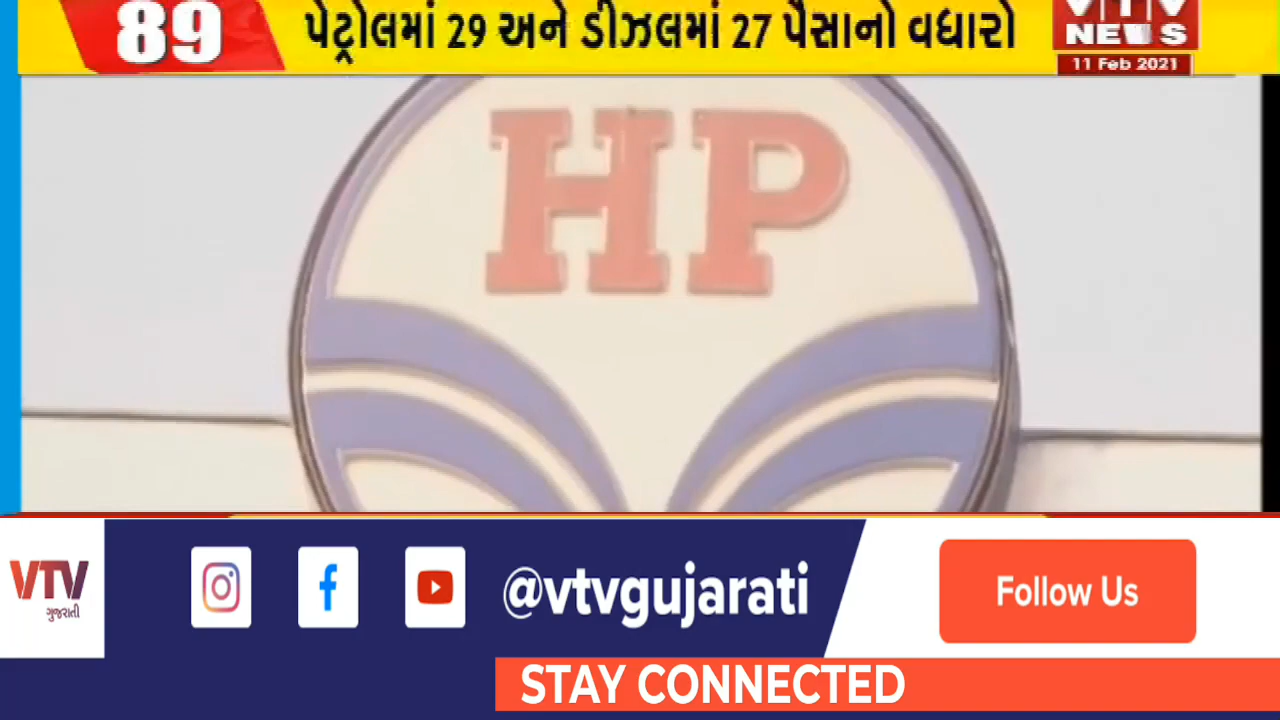 89
પેટ્રોલમાં 29 અને ડીઝલમાં 27 પૈસાનો વધારો
VTV
NEWS
11 Feb 2021
HP
VTV
ગુજરાતી
@vtvgujarati
Follow Us
STAY CONNECTED